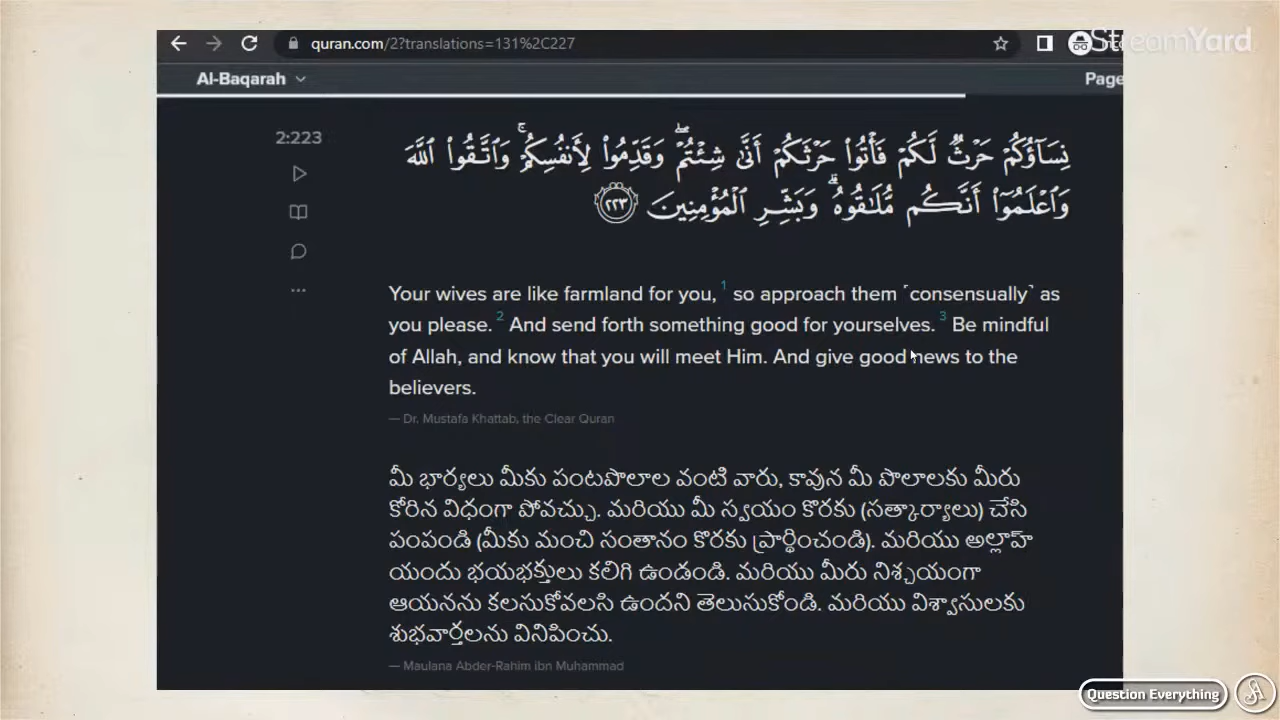 quran.com/2?translations=131%2C227
StreamYard
Al-Baqarah
Page
2:223
نِسَآؤُكُمْ حَرْثٌ لَّكُمْ فَأْتُوا۟ حَرْثَكُمْ أَنَّىٰ شِئْتُمْ ۖ وَقَدِّمُوا۟ لِأَنفُسِكُمْ ۚ وَٱتَّقُوا۟ ٱللَّهَ
وَٱعْلَمُوٓا۟ أَنَّكُم مُّلَـٰقُوهُ ۗ وَبَشِّرِ ٱلْمُؤْمِنِينَ ٢٢٣
Your wives are like farmland for you, 1 so approach them ˹consensually˺ as
you please. 2 And send forth something good for yourselves. 3 Be mindful
of Allah, and know that you will meet Him. And give good news to the
believers.
— Dr. Mustafa Khattab, the Clear Quran
మీ భార్యలు మీకు పంటపొలాల వంటి వారు, కావున మీ పొలాలకు మీరు
కోరిన విధంగా పోవచ్చు. మరియు మీ స్వయం కొరకు (సత్కార్యాలు) చేసి
పంపండి (మీకు మంచి సంతానం కొరకు ప్రార్థించండి). మరియు అల్లాహ్
యందు భయభక్తులు కలిగి ఉండండి. మరియు మీరు నిశ్చయంగా
ఆయనను కలసుకోవలసి ఉందని తెలుసుకోండి. మరియు విశ్వాసులకు
శుభవార్తలను వినిపించు.
— Maulana Abder-Rahim ibn Muhammad
Question Everything